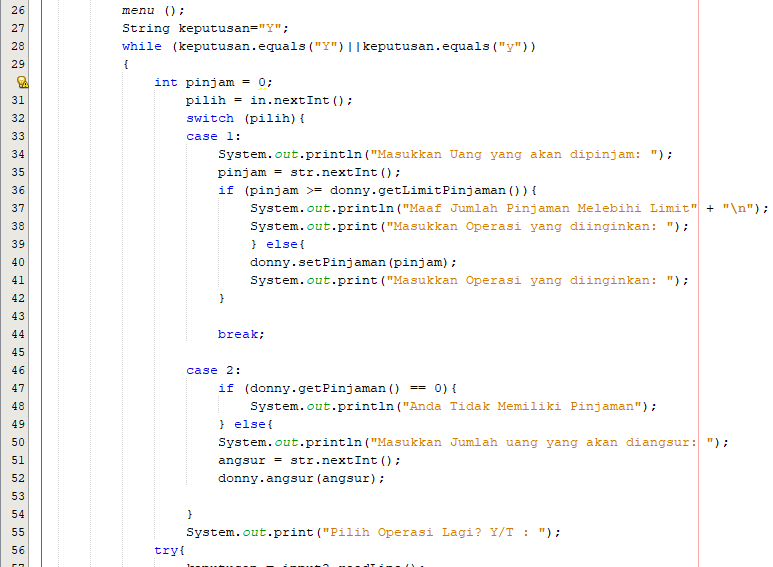 26 menu ();
27 String keputusan="Y";
28 while (keputusan.equals("Y")||keputusan.equals("y"))
29 {
int pinjam = 0;
31 pilih = in.nextInt();
32 switch (pilih){
33 case 1:
34 System.out.println("Masukkan Uang yang akan dipinjam: ");
35 pinjam = str.nextInt();
36 if (pinjam >= donny.getLimitPinjaman()){
37 System.out.println("Maaf Jumlah Pinjaman Melebihi Limit" + "\n");
38 System.out.print("Masukkan Operasi yang diinginkan: ");
39 } else{
40 donny.setPinjaman(pinjam);
41 System.out.print("Masukkan Operasi yang diinginkan: ");
42 }
43
44 break;
45
46 case 2:
47 if (donny.getPinjaman() == 0){
48 System.out.println("Anda Tidak Memiliki Pinjaman");
49 } else{
50 System.out.println("Masukkan Jumlah uang yang akan diangsur: ");
51 angsur = str.nextInt();
52 donny.angsur(angsur);
53
54 }
55 System.out.print("Pilih Operasi Lagi? Y/T : ");
56 try{